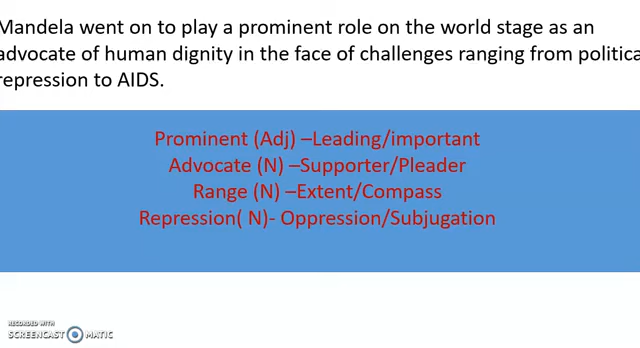 Mandela went on to play a prominent role on the world stage as an
advocate of human dignity in the face of challenges ranging from politica
repression to AIDS.
Prominent (Adj) –Leading/important
Advocate (N) –Supporter/Pleader
Range (N) –Extent/Compass
Repression( N)- Oppression/Subjugation
RECORDED WITH
SCREENCAST MATIC